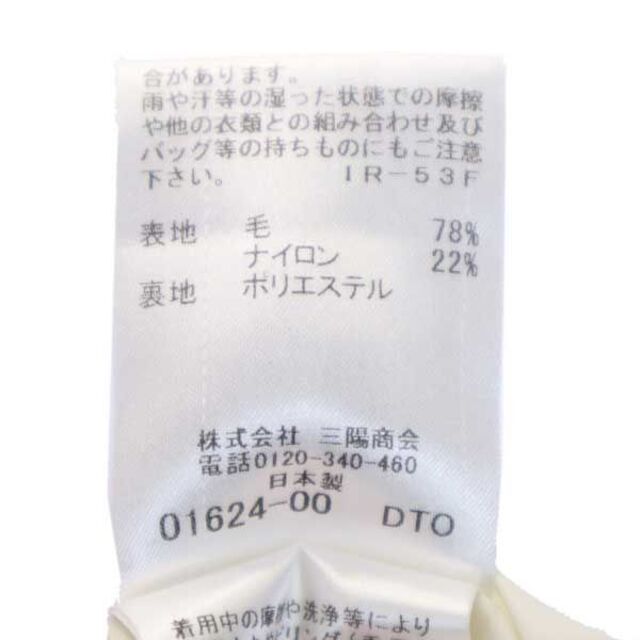 合があります。
雨や汗等の湿った状態での摩擦
や他の衣類との組み合わせ及び
バッグ等の持ちものにもご注意
下さい。 IR-53F
表地 毛 78%
ナイロン 22%
裏地 ポリエステル
株式会社 三陽商会
電話0120-340-460
日本製
01624-00 DTO
着用中の摩擦や洗浄等により